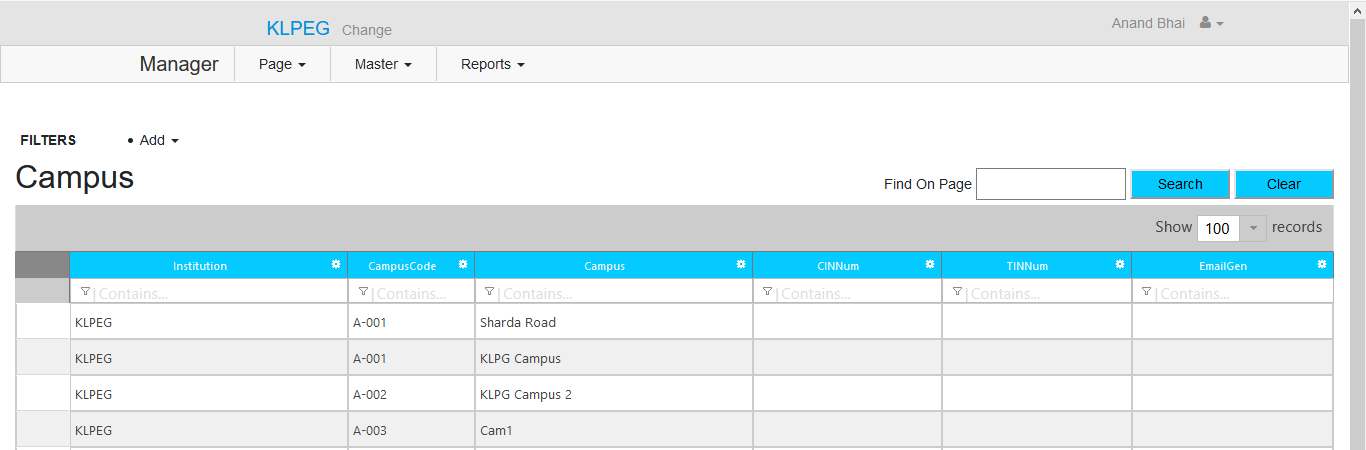 KLPEG Change Anand Bhai
Manager Page Master Reports
FILTERS • Add
Campus
Find On Page Search Clear
Show 100 records
Institution CampusCode Campus CINNum TINNum EmailGen
Contains... Contains... Contains... Contains... Contains... Contains...
KLPEG A-001 Sharda Road
KLPEG A-001 KLPG Campus
KLPEG A-002 KLPG Campus 2
KLPEG A-003 Cam1